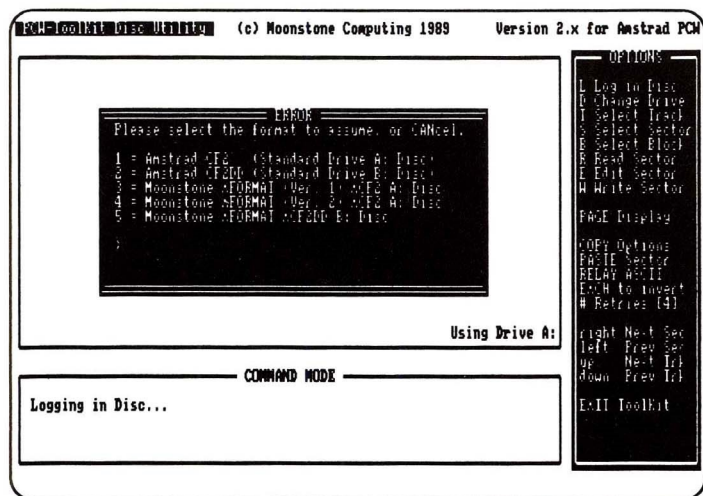 PCW-ToolKit Disc Utility (c) Moonstone Computing 1989 Version 2.x for Amstrad PCW
ERROR
Please select the format to assume, or CANcel.
1 = Amstrad CF2 (Standard Drive A: Disc)
2 = Amstrad CF2DD (Standard Drive B: Disc)
3 = Moonstone XFORMAT (Ver. 1) XCF2 A: Disc
4 = Moonstone XFORMAT (Ver. 2) XCF2 A: Disc
5 = Moonstone XFORMAT XCF2DD B: Disc
>
Using Drive A:
COMMAND MODE
Logging in Disc...
OPTIONS
L Log in Disc
D Change Drive
T Select Track
S Select Sector
B Select Block
R Read Sector
E Edit Sector
W Write Sector
PAGE Display
COPY Options
PASTE Sector
RELAY ASCII
EXCH to invert
# Retries [4]
right Next Sec
left Prev Sec
up Next Trk
down Prev Trk
EXIT ToolKit